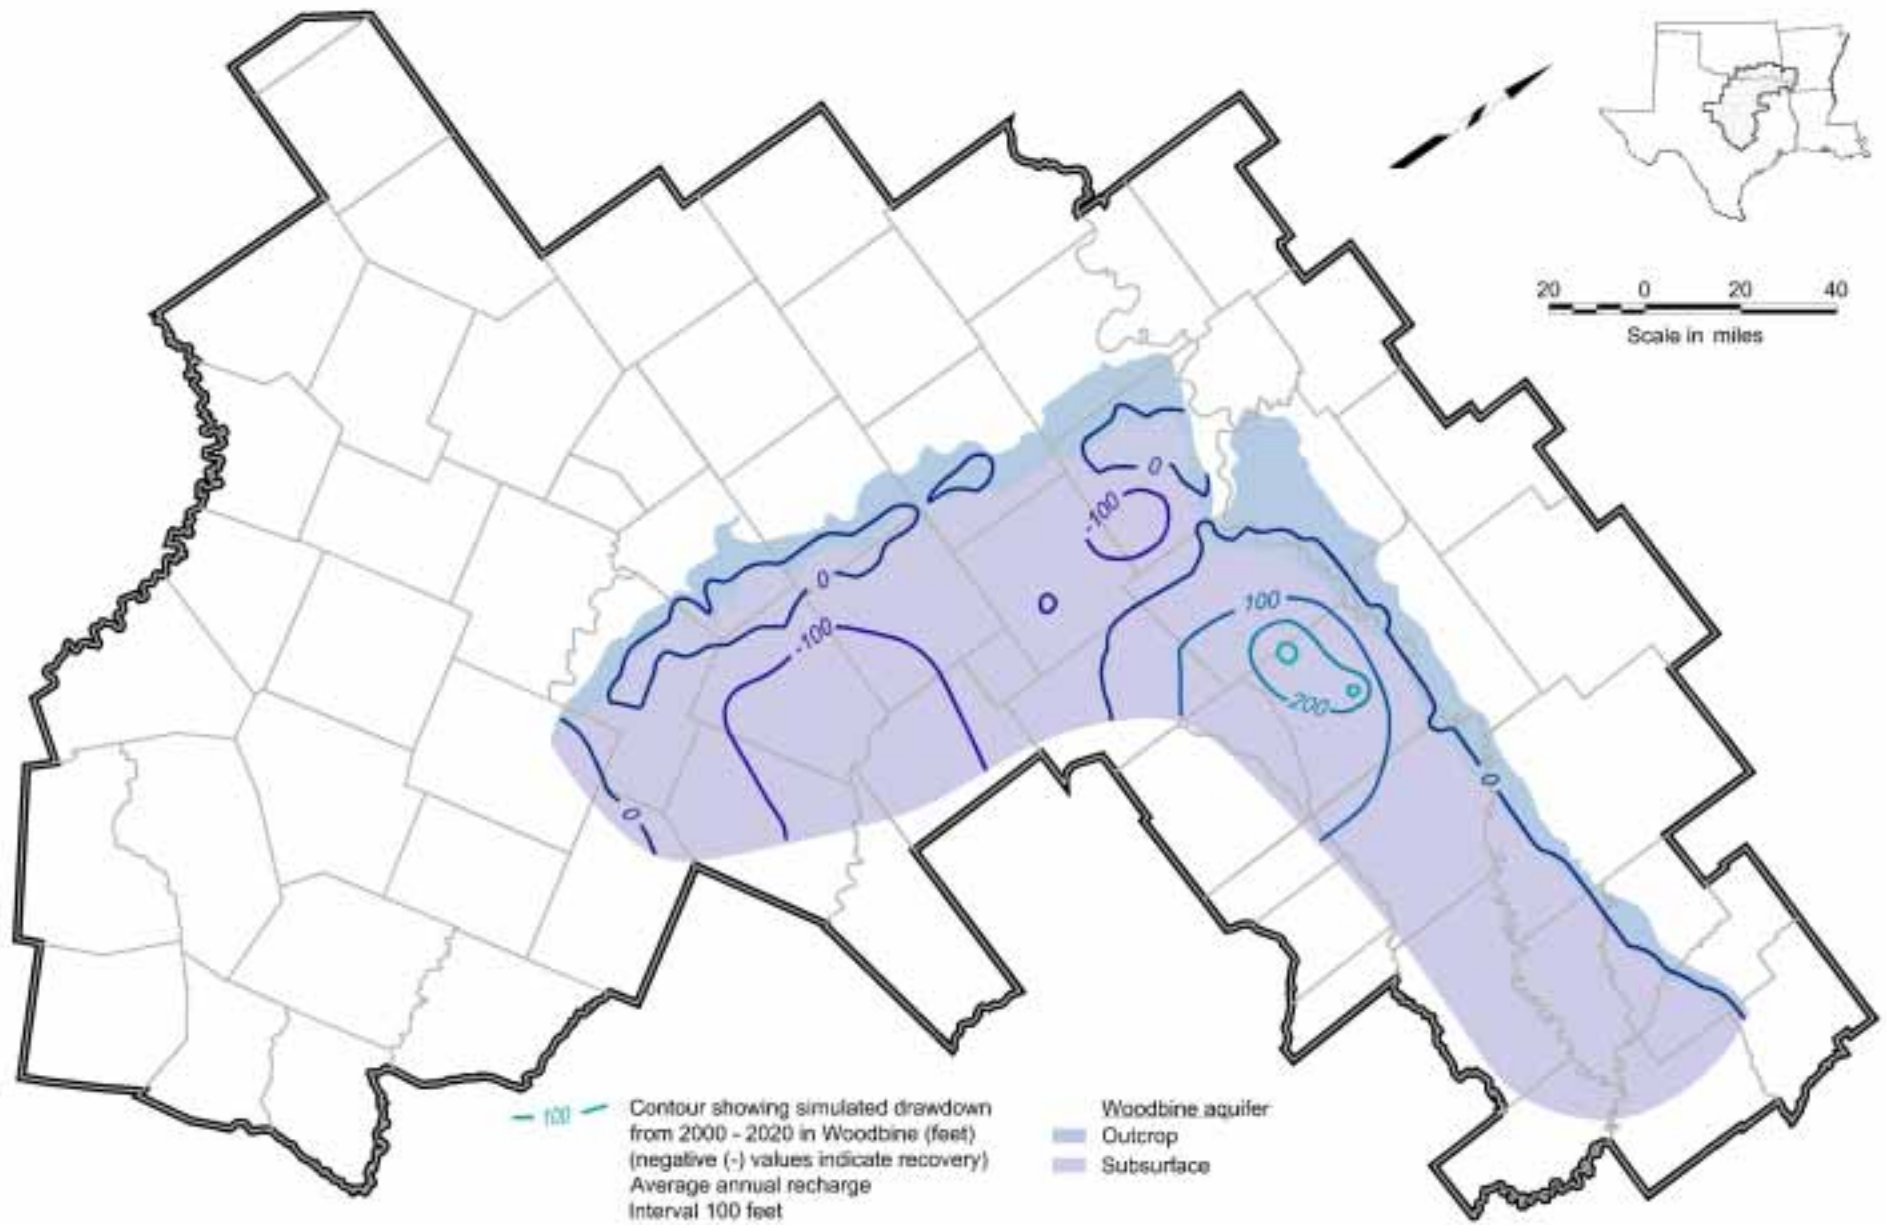 20 0 20 40
Scale in miles
0
-100
0
-100
100
200
0
0
100
Contour showing simulated drawdown
from 2000 - 2020 in Woodbine (feet)
(negative (-) values indicate recovery)
Average annual recharge
Interval 100 feet
Woodbine aquifer
Outcrop
Subsurface